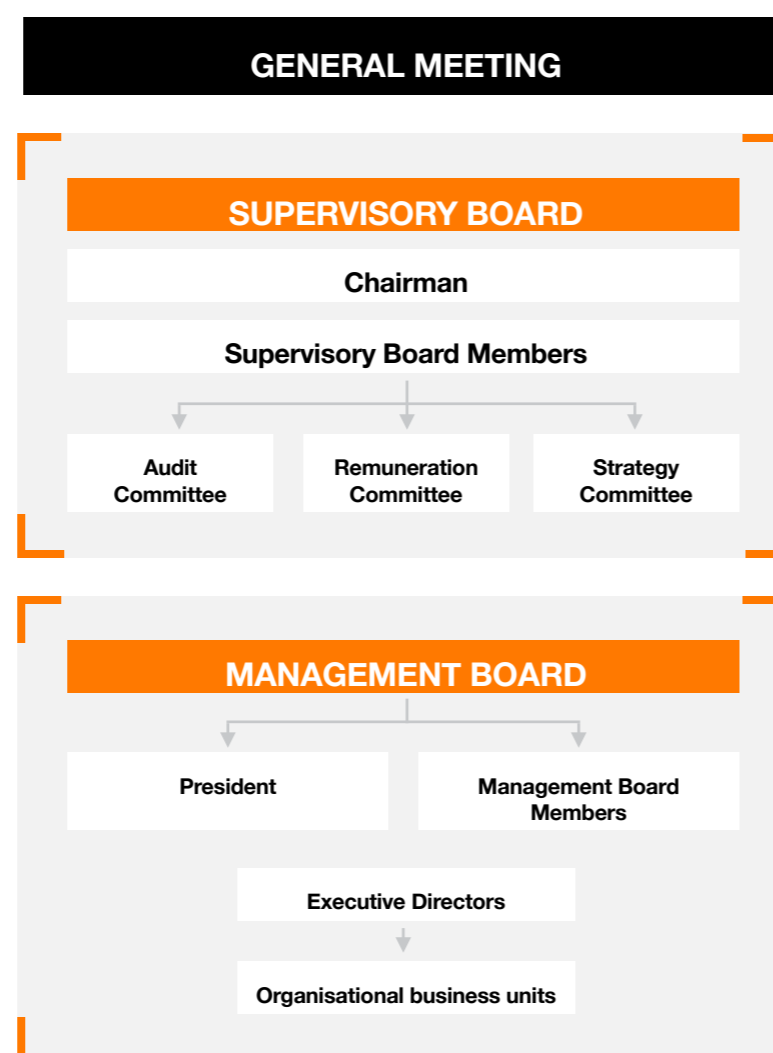 GENERAL MEETING
SUPERVISORY BOARD
Chairman
Supervisory Board Members
Audit
Committee
Remuneration
Committee
Strategy
Committee
MANAGEMENT BOARD
President
Management Board
Members
Executive Directors
Organisational business units